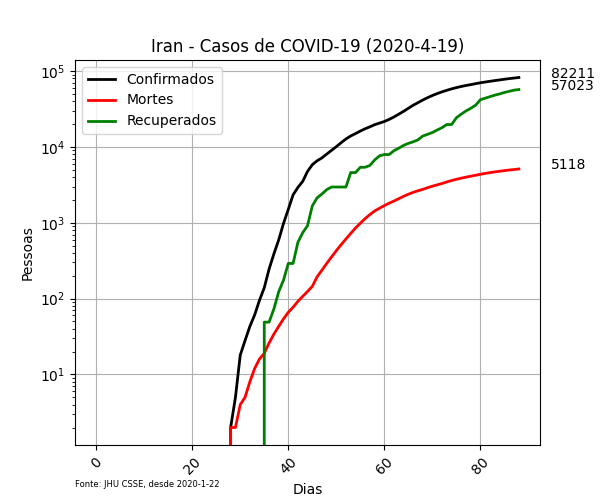 Iran - Casos de COVID-19 (2020-4-19)
Confirmados
Mortes
Recuperados
82211
57023
5118
Pessoas
10^5
10^4
10^3
10^2
10^1
0
20
40
60
80
Dias
Fonte: JHU CSSE, desde 2020-1-22